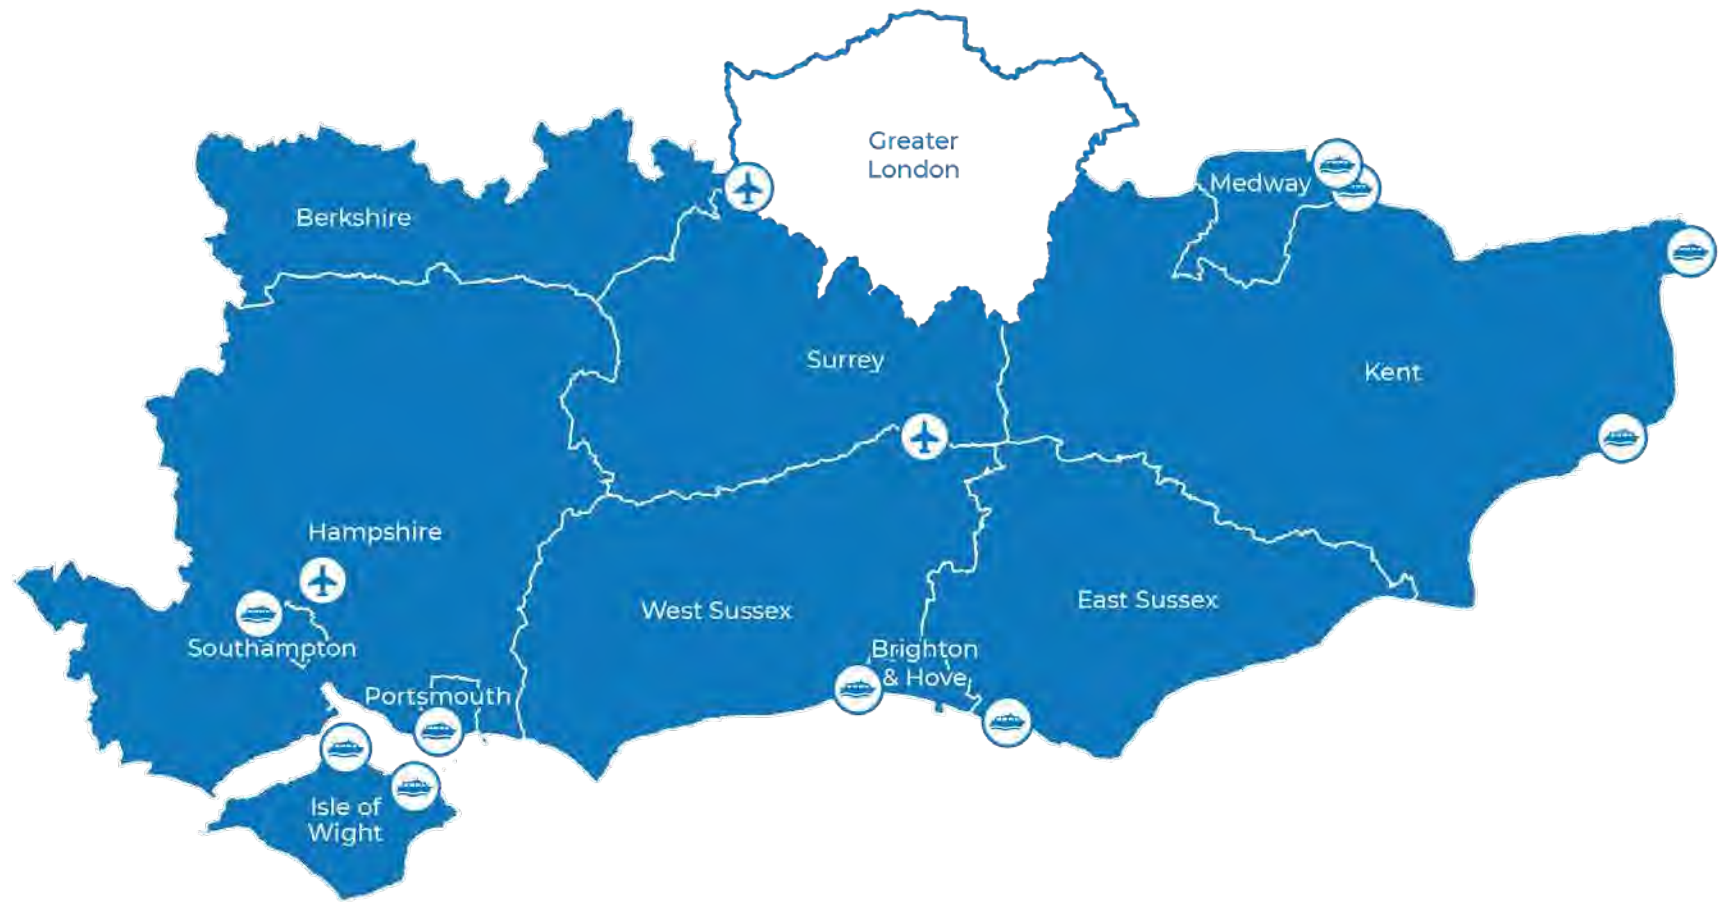 Greater
London
Medway
Berkshire
Surrey
Kent
Hampshire
West Sussex
East Sussex
Southampton
Brighton
& Hove
Portsmouth
Isle of
Wight